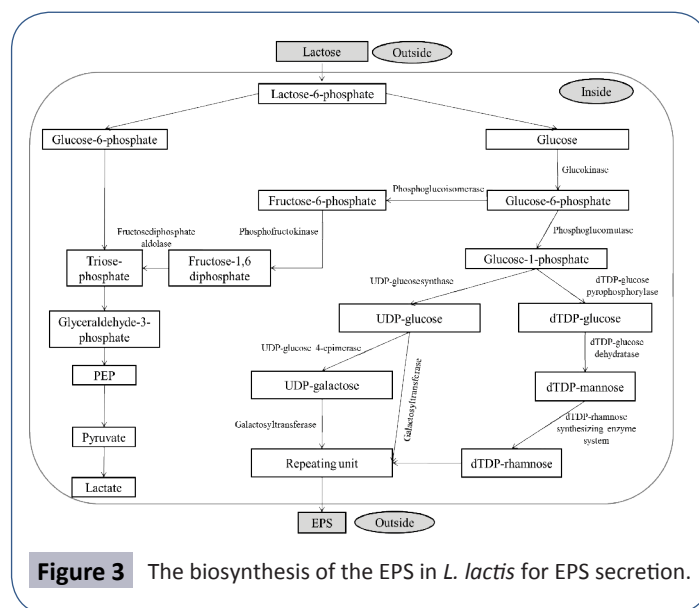 Lactose
Outside
Inside
Lactose-6-phosphate
Glucose-6-phosphate
Glucose
Glucokinase
Phosphoglucoisomerase
Fructose-6-phosphate
Glucose-6-phosphate
Fructosediphosphate
aldolase
Phosphofructokinase
Phosphoglucomutase
Triose-
phosphate
Fructose-1,6
diphosphate
Glucose-1-phosphate
UDP-glucosesynthase
dTDP-glucose
pyrophosphorylase
Glyceraldehyde-3-
phosphate
UDP-glucose
dTDP-glucose
UDP-glucose 4-epimerase
dTDP-glucose
dehydratase
PEP
UDP-galactose
dTDP-mannose
Galactosyltransferase
Galactosyltransferase
dTDP-rhamnose
synthesizing enzyme
system
Pyruvate
Repeating unit
dTDP-rhamnose
Lactate
EPS
Outside
Figure 3 The biosynthesis of the EPS in L. lactis for EPS secretion.